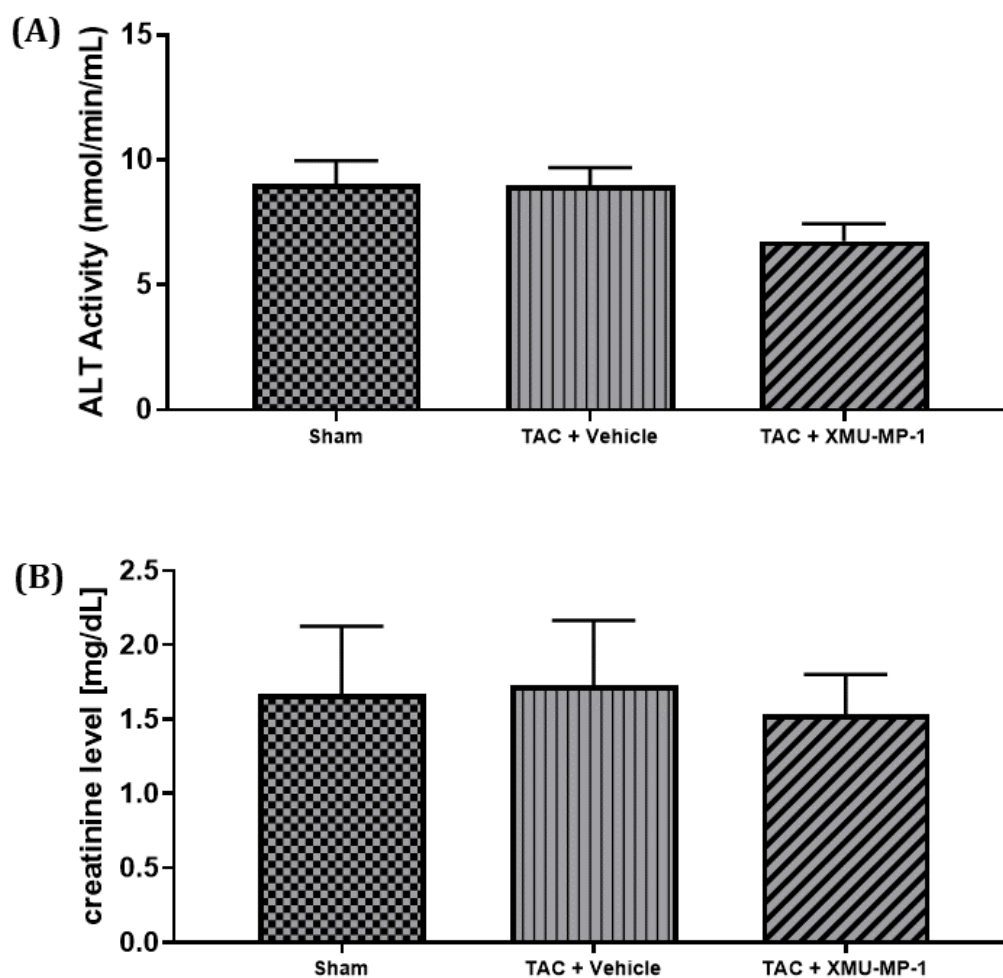 (A)
ALT Activity (nmol/min/mL)
15
10
5
0
Sham
TAC + Vehicle
TAC + XMU-MP-1
(B)
creatinine level [mg/dL]
2.5
2.0
1.5
1.0
0.5
0.0
Sham
TAC + Vehicle
TAC + XMU-MP-1